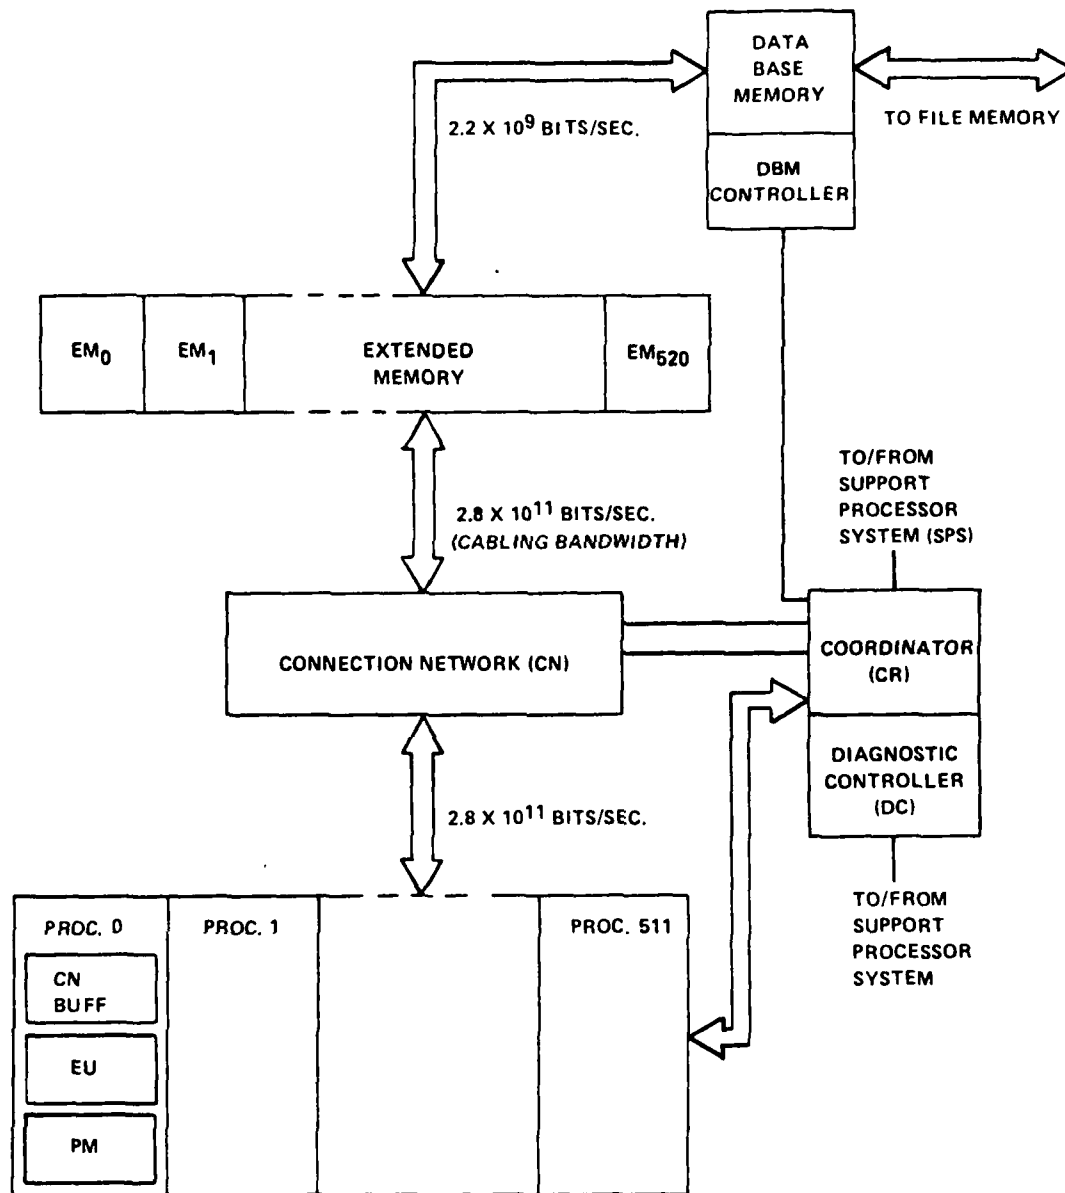 DATA
BASE
MEMORY
2.2 X 10⁹ BITS/SEC.
TO FILE MEMORY
DBM
CONTROLLER
EM₀
EM₁
EXTENDED
MEMORY
EM₅₂₀
TO/FROM
SUPPORT
PROCESSOR
SYSTEM (SPS)
2.8 X 10¹¹ BITS/SEC.
(CABLING BANDWIDTH)
CONNECTION NETWORK (CN)
COORDINATOR
(CR)
DIAGNOSTIC
CONTROLLER
(DC)
2.8 X 10¹¹ BITS/SEC.
TO/FROM
SUPPORT
PROCESSOR
SYSTEM
PROC. 0
PROC. 1
PROC. 511
CN
BUFF
EU
PM